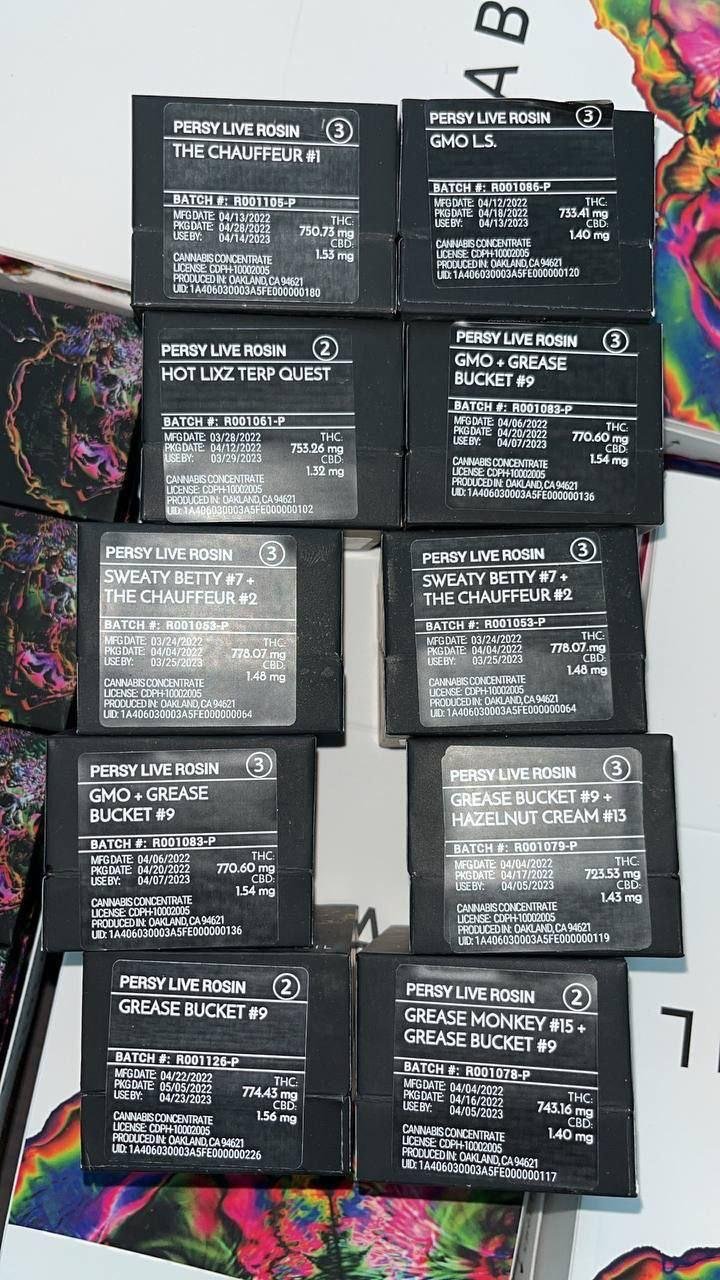 AB
PERSY LIVE ROSIN 3
THE CHAUFFEUR #1
BATCH #: R001105-P
MFG DATE: 04/13/2022
PKG DATE: 04/28/2022
USE BY: 04/14/2023
THC:
750.73 mg
CBD:
1.53 mg
CANNABIS CONCENTRATE
LICENSE: CDPH-10002005
PRODUCED IN: OAKLAND, CA 94621
UID: 1A406030003A5FE000000180
PERSY LIVE ROSIN 3
GMO L.S.
BATCH #: R001086-P
MFG DATE: 04/12/2022
PKG DATE: 04/18/2022
USE BY: 04/13/2023
THC:
733.41 mg
CBD:
1.40 mg
CANNABIS CONCENTRATE
LICENSE: CDPH-10002005
PRODUCED IN: OAKLAND, CA 94621
UID: 1A406030003A5FE000000120
PERSY LIVE ROSIN 2
HOT LIXZ TERP QUEST
BATCH #: R001061-P
MFG DATE: 03/28/2022
PKG DATE: 04/12/2022
USE BY: 03/29/2023
THC:
753.26 mg
CBD:
1.32 mg
CANNABIS CONCENTRATE
LICENSE: CDPH-10002005
PRODUCED IN: OAKLAND, CA 94621
UID: 1A406030003A5FE000000102
PERSY LIVE ROSIN 3
GMO + GREASE
BUCKET #9
BATCH #: R001083-P
MFG DATE: 04/06/2022
PKG DATE: 04/20/2022
USE BY: 04/07/2023
THC:
770.60 mg
CBD:
1.54 mg
CANNABIS CONCENTRATE
LICENSE: CDPH-10002005
PRODUCED IN: OAKLAND, CA 94621
UID: 1A406030003A5FE000000136
PERSY LIVE ROSIN 3
SWEATY BETTY #7 +
THE CHAUFFEUR #2
BATCH #: R001053-P
MFG DATE: 03/24/2022
PKG DATE: 04/04/2022
USE BY: 03/25/2023
THC:
778.07 mg
CBD:
1.48 mg
CANNABIS CONCENTRATE
LICENSE: CDPH-10002005
PRODUCED IN: OAKLAND, CA 94621
UID: 1A406030003A5FE000000064
PERSY LIVE ROSIN 3
SWEATY BETTY #7 +
THE CHAUFFEUR #2
BATCH #: R001053-P
MFG DATE: 03/24/2022
PKG DATE: 04/04/2022
USE BY: 03/25/2023
THC:
778.07 mg
CBD:
1.48 mg
CANNABIS CONCENTRATE
LICENSE: CDPH-10002005
PRODUCED IN: OAKLAND, CA 94621
UID: 1A406030003A5FE000000064
PERSY LIVE ROSIN 3
GMO + GREASE
BUCKET #9
BATCH #: R001083-P
MFG DATE: 04/06/2022
PKG DATE: 04/20/2022
USE BY: 04/07/2023
THC:
770.60 mg
CBD:
1.54 mg
CANNABIS CONCENTRATE
LICENSE: CDPH-10002005
PRODUCED IN: OAKLAND, CA 94621
UID: 1A406030003A5FE000000136
PERSY LIVE ROSIN 3
GREASE BUCKET #9 +
HAZELNUT CREAM #13
BATCH #: R001079-P
MFG DATE: 04/04/2022
PKG DATE: 04/17/2022
USE BY: 04/05/2023
THC:
723.53 mg
CBD:
1.43 mg
CANNABIS CONCENTRATE
LICENSE: CDPH-10002005
PRODUCED IN: OAKLAND, CA 94621
UID: 1A406030003A5FE000000119
PERSY LIVE ROSIN 2
GREASE BUCKET #9
BATCH #: R001126-P
MFG DATE: 04/22/2022
PKG DATE: 05/05/2022
USE BY: 04/23/2023
THC:
774.43 mg
CBD:
1.56 mg
CANNABIS CONCENTRATE
LICENSE: CDPH-10002005
PRODUCED IN: OAKLAND, CA 94621
UID: 1A406030003A5FE000000226
PERSY LIVE ROSIN 2
GREASE MONKEY #15 +
GREASE BUCKET #9
BATCH #: R001078-P
MFG DATE: 04/04/2022
PKG DATE: 04/16/2022
USE BY: 04/05/2023
THC:
743.16 mg
CBD:
1.40 mg
CANNABIS CONCENTRATE
LICENSE: CDPH-10002005
PRODUCED IN: OAKLAND, CA 94621
UID: 1A406030003A5FE000000117